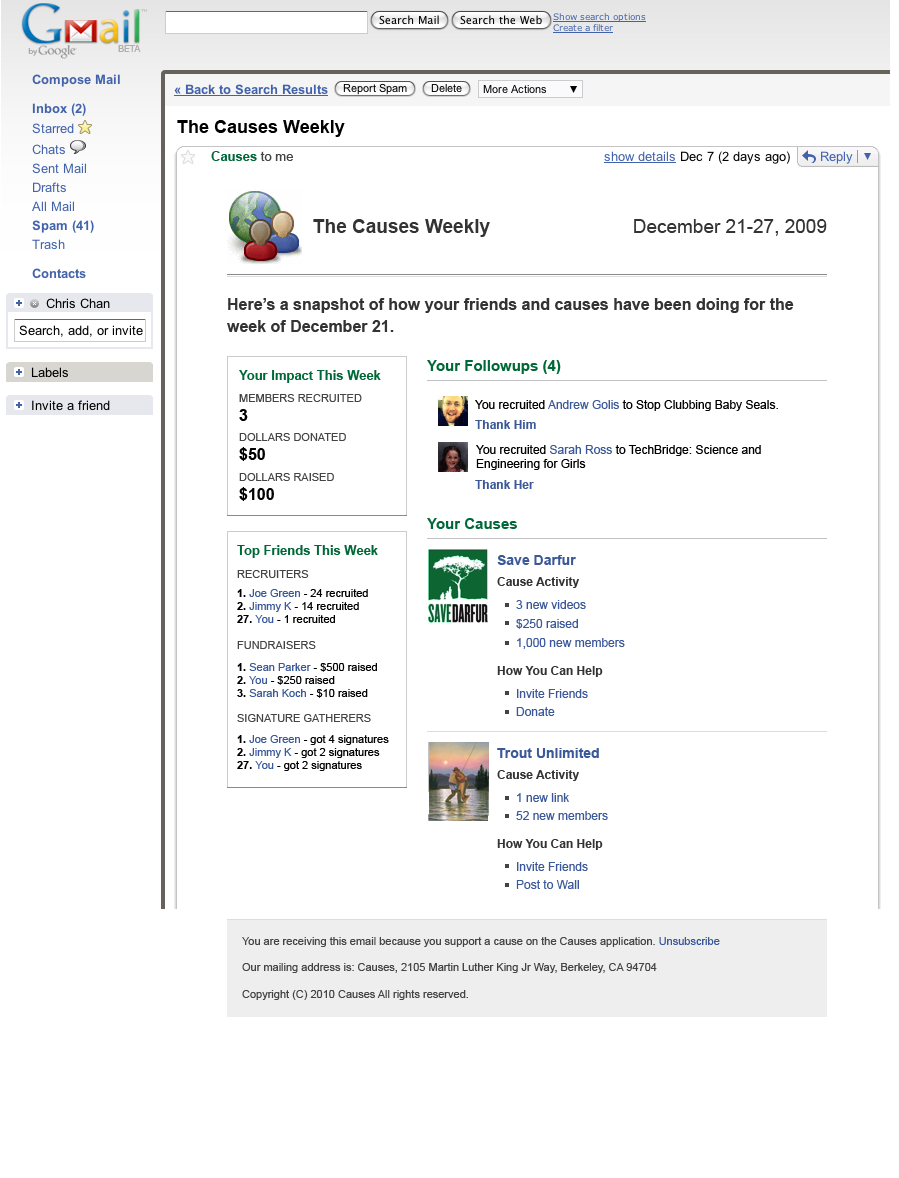 Gmail
by Google
BETA
Search Mail
Search the Web
Show search options
Create a filter
Compose Mail
Inbox (2)
Starred
Chats
Sent Mail
Drafts
All Mail
Spam (41)
Trash
Contacts
Chris Chan
Search, add, or invite
Labels
Invite a friend
« Back to Search Results
Report Spam
Delete
More Actions
The Causes Weekly
Causes to me
show details Dec 7 (2 days ago)
Reply
The Causes Weekly
December 21-27, 2009
Here's a snapshot of how your friends and causes have been doing for the
week of December 21.
Your Impact This Week
MEMBERS RECRUITED
3
DOLLARS DONATED
$50
DOLLARS RAISED
$100
Top Friends This Week
RECRUITERS
1. Joe Green - 24 recruited
2. Jimmy K - 14 recruited
27. You - 1 recruited
FUNDRAISERS
1. Sean Parker - $500 raised
2. You - $250 raised
3. Sarah Koch - $10 raised
SIGNATURE GATHERERS
1. Joe Green - got 4 signatures
2. Jimmy K - got 2 signatures
27. You - got 2 signatures
Your Followups (4)
You recruited Andrew Golis to Stop Clubbing Baby Seals.
Thank Him
You recruited Sarah Ross to TechBridge: Science and
Engineering for Girls
Thank Her
Your Causes
SAVEDARFUR
Save Darfur
Cause Activity
3 new videos
$250 raised
1,000 new members
How You Can Help
Invite Friends
Donate
Trout Unlimited
Cause Activity
1 new link
52 new members
How You Can Help
Invite Friends
Post to Wall
You are receiving this email because you support a cause on the Causes application. Unsubscribe
Our mailing address is: Causes, 2105 Martin Luther King Jr Way, Berkeley, CA 94704
Copyright (C) 2010 Causes All rights reserved.